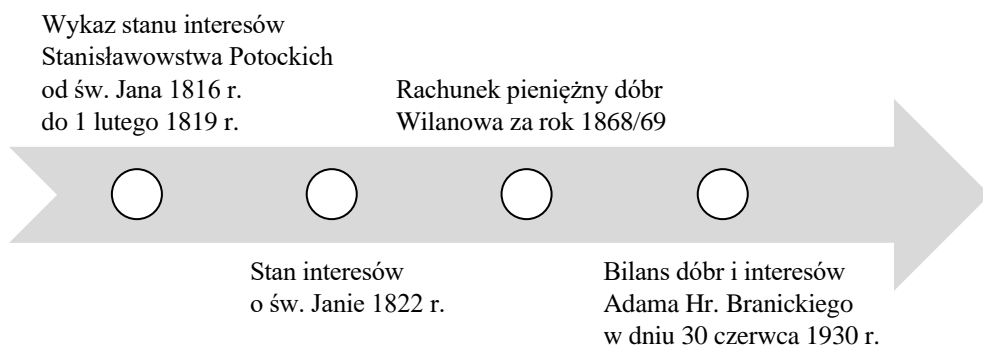 Wykaz stanu interesów
Stanisławowstwa Potockich
od św. Jana 1816 r.
do 1 lutego 1819 r.
Rachunek pieniężny dóbr
Wilanowa za rok 1868/69
Stan interesów
o św. Janie 1822 r.
Bilans dóbr i interesów
Adama Hr. Branickiego
w dniu 30 czerwca 1930 r.